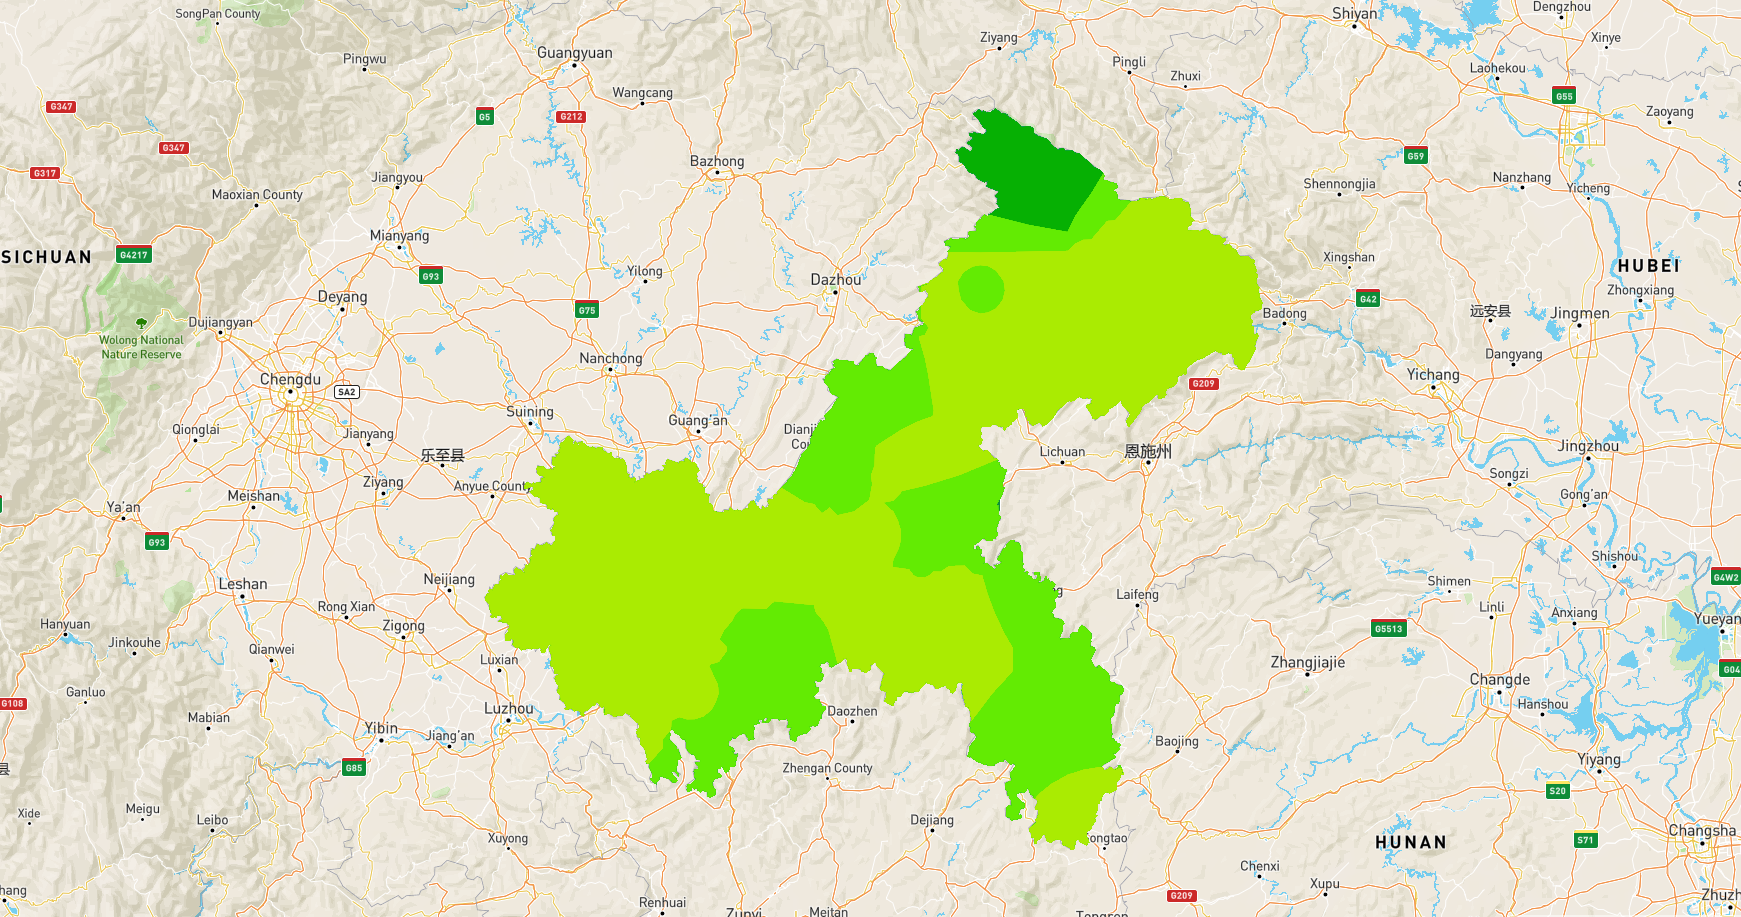 SongPan County
Shiyan
Dengzhou
Ziyang
Xinye
Guangyuan
Pingwu
Pingli
Zhuxi
Laohekou
Wangcang
G55
G347
G5
G212
Zaoyang
G347
Bazhong
G59
G317
Jiangyou
Nanzhang
Shennongjia
Yicheng
Maoxian County
Mianyang
SICHUAN
G4217
G93
Yilong
Dazhou
Xingshan
HUBEI
Zhongxiang
Deyang
G75
G42
Badong
远安县
Jingmen
Dujiangyan
Wolong National
Nature Reserve
Nanchong
Dangyang
Chengdu
SA2
G209
Yichang
Suining
Guang'an
Qionglai
Jianyang
Dianji
Cou
乐至县
Lichuan
恩施州
Jingzhou
Songzi
Ziyang
Anyue County
Meishan
Gong'an
Ya'an
G93
Shishou
Leshan
Neijiang
Shimen
G4W2
Rong Xian
Laifeng
Linli
Anxiang
Hanyuan
Jinkouhe
Zigong
G5513
Yueyan
Qianwei
Luxian
Zhangjiajie
G04
Changde
Ganluo
G108
Mabian
Luzhou
Daozhen
Hanshou
Yibin
Jiang'an
Baojing
G85
Zhengan County
Yiyang
县
Xide
Meigu
Leibo
S20
Xuyong
Dejiang
ongtao
HUNAN
S71
Changsha
Chenxi
Xupu
hang
G209
Renhuai
Zunyi
Meitan
Tongren
Zhuzh